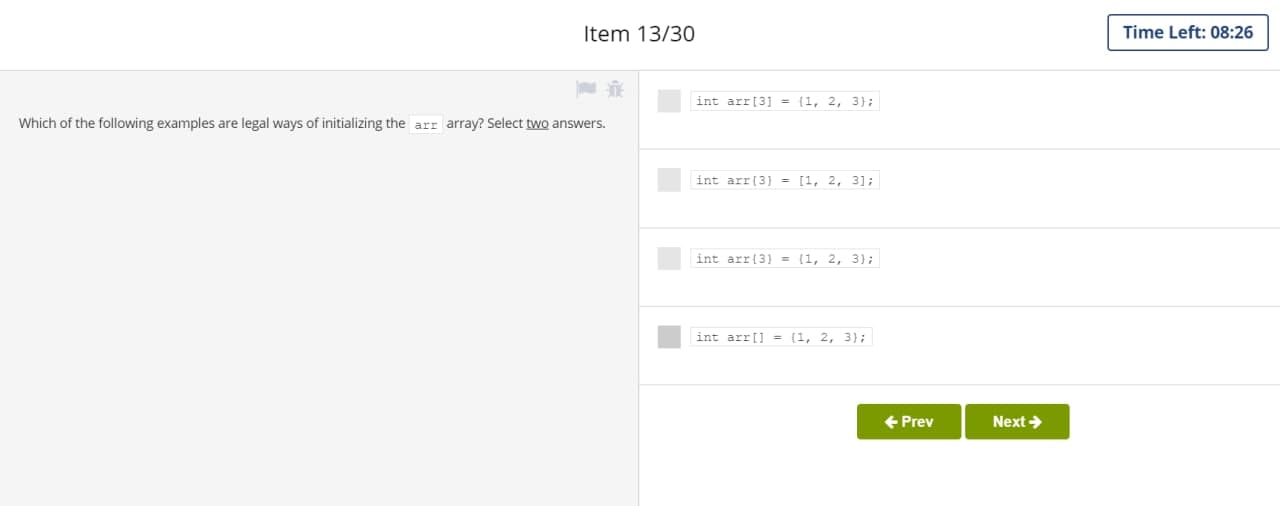 Item 13/30
Time Left: 08:26
Which of the following examples are legal ways of initializing the arr array? Select two answers.
int arr[3] = {1, 2, 3};
int arr{3} = [1, 2, 3];
int arr{3} = {1, 2, 3};
int arr[] = {1, 2, 3};
Prev
Next